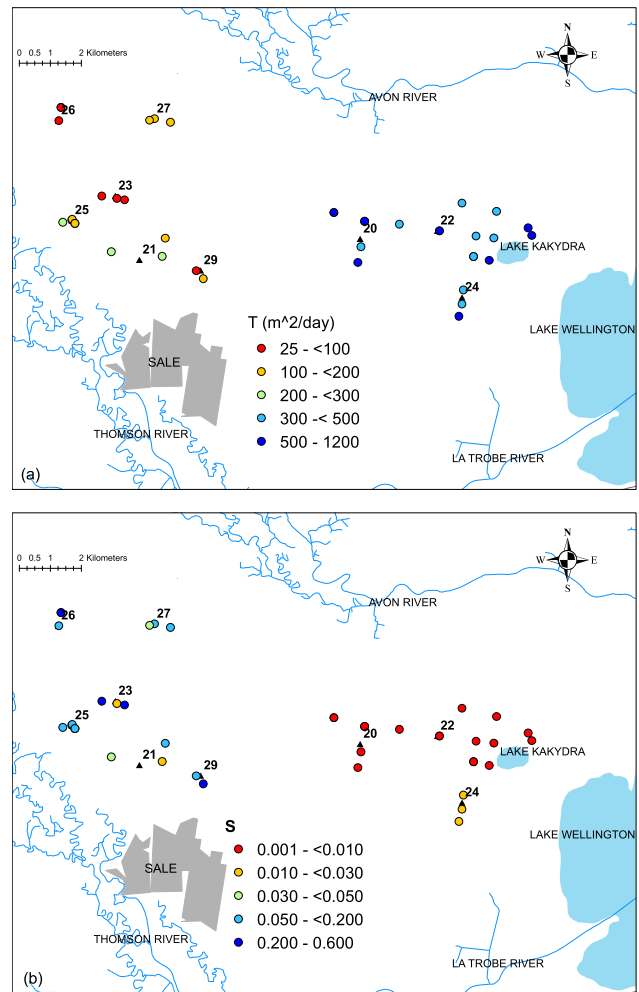 N
W E
S
0 0.5 1 2 Kilometers
AVON RIVER
26
27
23
25
20
22
21
29
LAKE KAKYDRA
24
T (m^2/day)
LAKE WELLINGTON
25 - <100
SALE
100 - <200
200 - <300
300 -< 500
THOMSON RIVER
500 - 1200
LA TROBE RIVER
(a)
N
W E
S
0 0.5 1 2 Kilometers
AVON RIVER
26
27
23
25
22
20
21
29
LAKE KAKYDRA
24
S
LAKE WELLINGTON
0.001 - <0.010
SALE
0.010 - <0.030
0.030 - <0.050
0.050 - <0.200
THOMSON RIVER
0.200 - 0.600
LA TROBE RIVER
(b)